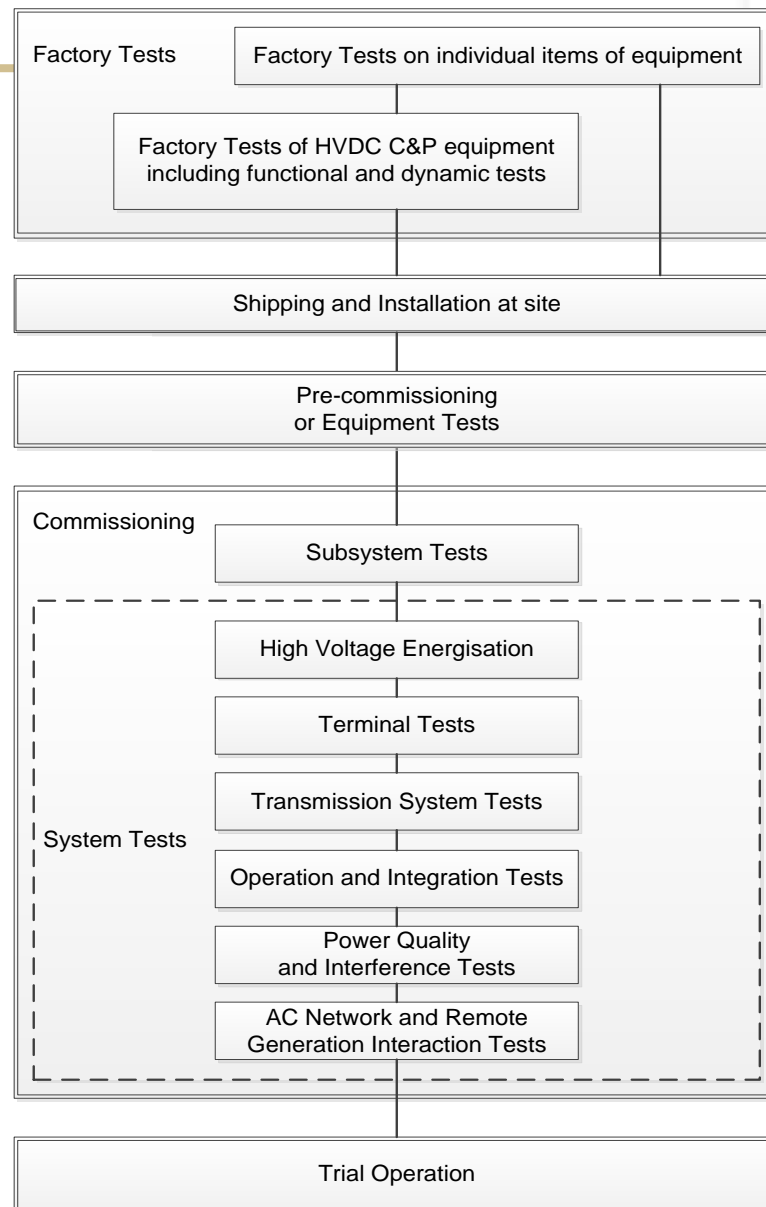 Factory Tests
Factory Tests on individual items of equipment
Factory Tests of HVDC C&P equipment
including functional and dynamic tests
Shipping and Installation at site
Pre-commissioning
or Equipment Tests
Commissioning
Subsystem Tests
High Voltage Energisation
Terminal Tests
Transmission System Tests
System Tests
Operation and Integration Tests
Power Quality
and Interference Tests
AC Network and Remote
Generation Interaction Tests
Trial Operation